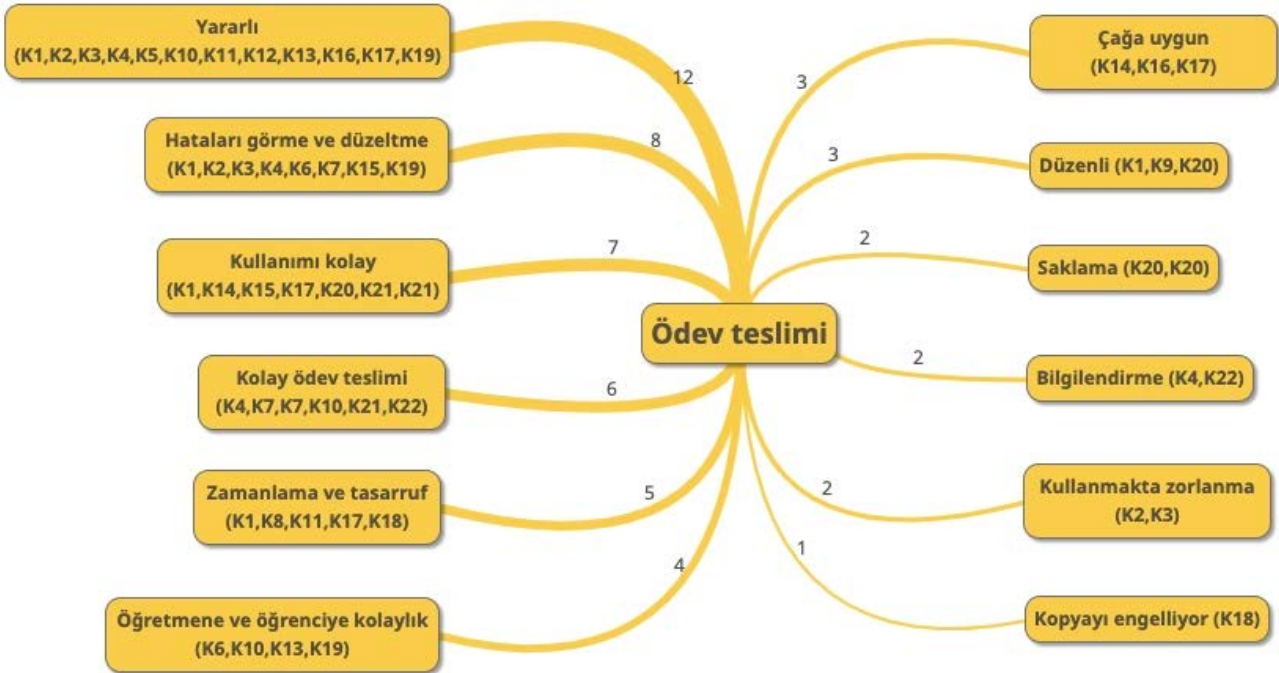 Yararlı
(K1,K2,K3,K4,K5,K10,K11,K12,K13,K16,K17,K19)
12
Hataları görme ve düzeltme
(K1,K2,K3,K4,K6,K7,K15,K19)
8
Kullanımı kolay
(K1,K14,K15,K17,K20,K21,K21)
7
Kolay ödev teslimi
(K4,K7,K7,K10,K21,K22)
6
Zamanlama ve tasarruf
(K1,K8,K11,K17,K18)
5
Öğretmene ve öğrenciye kolaylık
(K6,K10,K13,K19)
4
Ödev teslimi
3
Çağa uygun
(K14,K16,K17)
3
Düzenli (K1,K9,K20)
2
Saklama (K20,K20)
2
Bilgilendirme (K4,K22)
2
Kullanmakta zorlanma
(K2,K3)
1
Kopyayı engelliyor (K18)